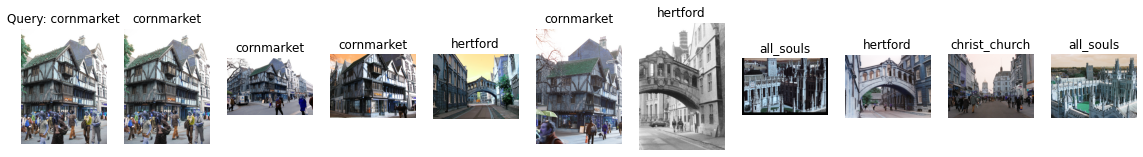 Query: cornmarket
cornmarket
cornmarket
cornmarket
hertford
cornmarket
hertford
all_souls
hertford
christ_church
all_souls